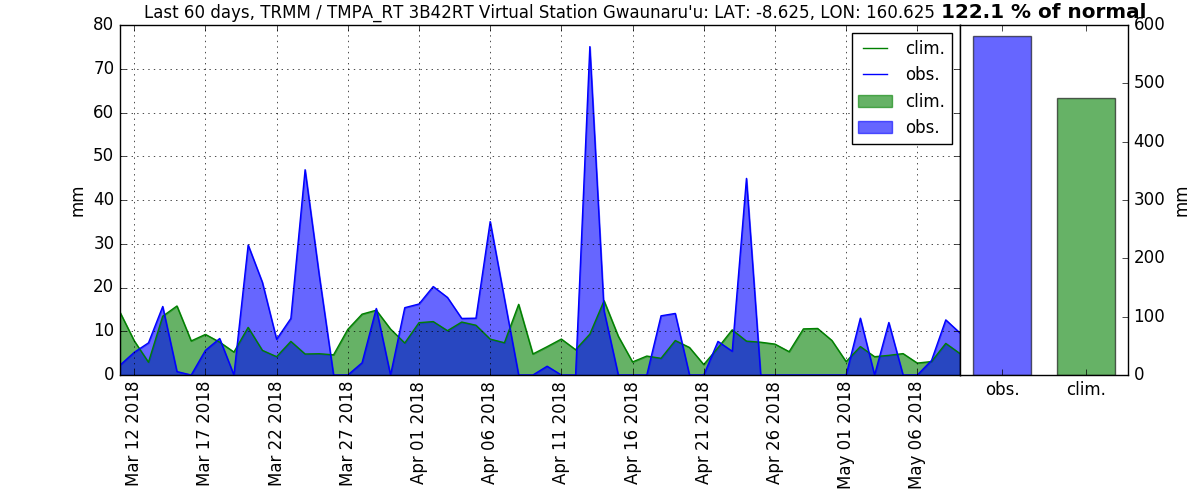 Last 60 days, TRMM / TMPA_RT 3B42RT Virtual Station Gwaunaru'u: LAT: -8.625, LON: 160.625 122.1 % of normal
80
70
60
50
40
30
20
10
0
mm
clim.
obs.
clim.
obs.
Mar 12 2018
Mar 17 2018
Mar 22 2018
Mar 27 2018
Apr 01 2018
Apr 06 2018
Apr 11 2018
Apr 16 2018
Apr 21 2018
Apr 26 2018
May 01 2018
May 06 2018
600
500
400
300
200
100
0
mm
obs.
clim.